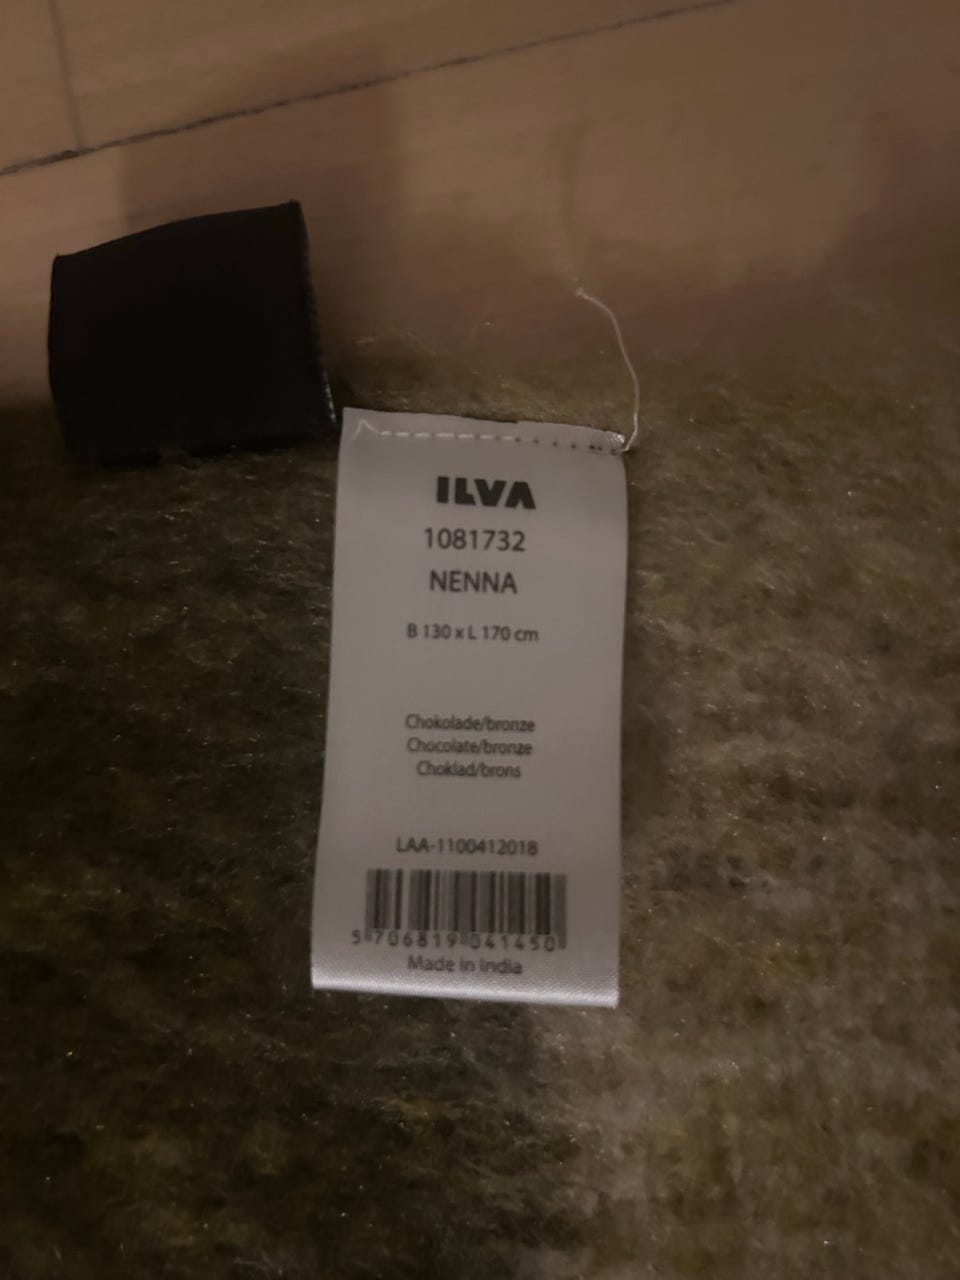 ILVA
1081732
NENNA
B 130 x L 170 cm
Chokolade/bronze
Chocolate/bronze
Choklad/brons
LAA-1100412018
5 706819 041450
Made in India